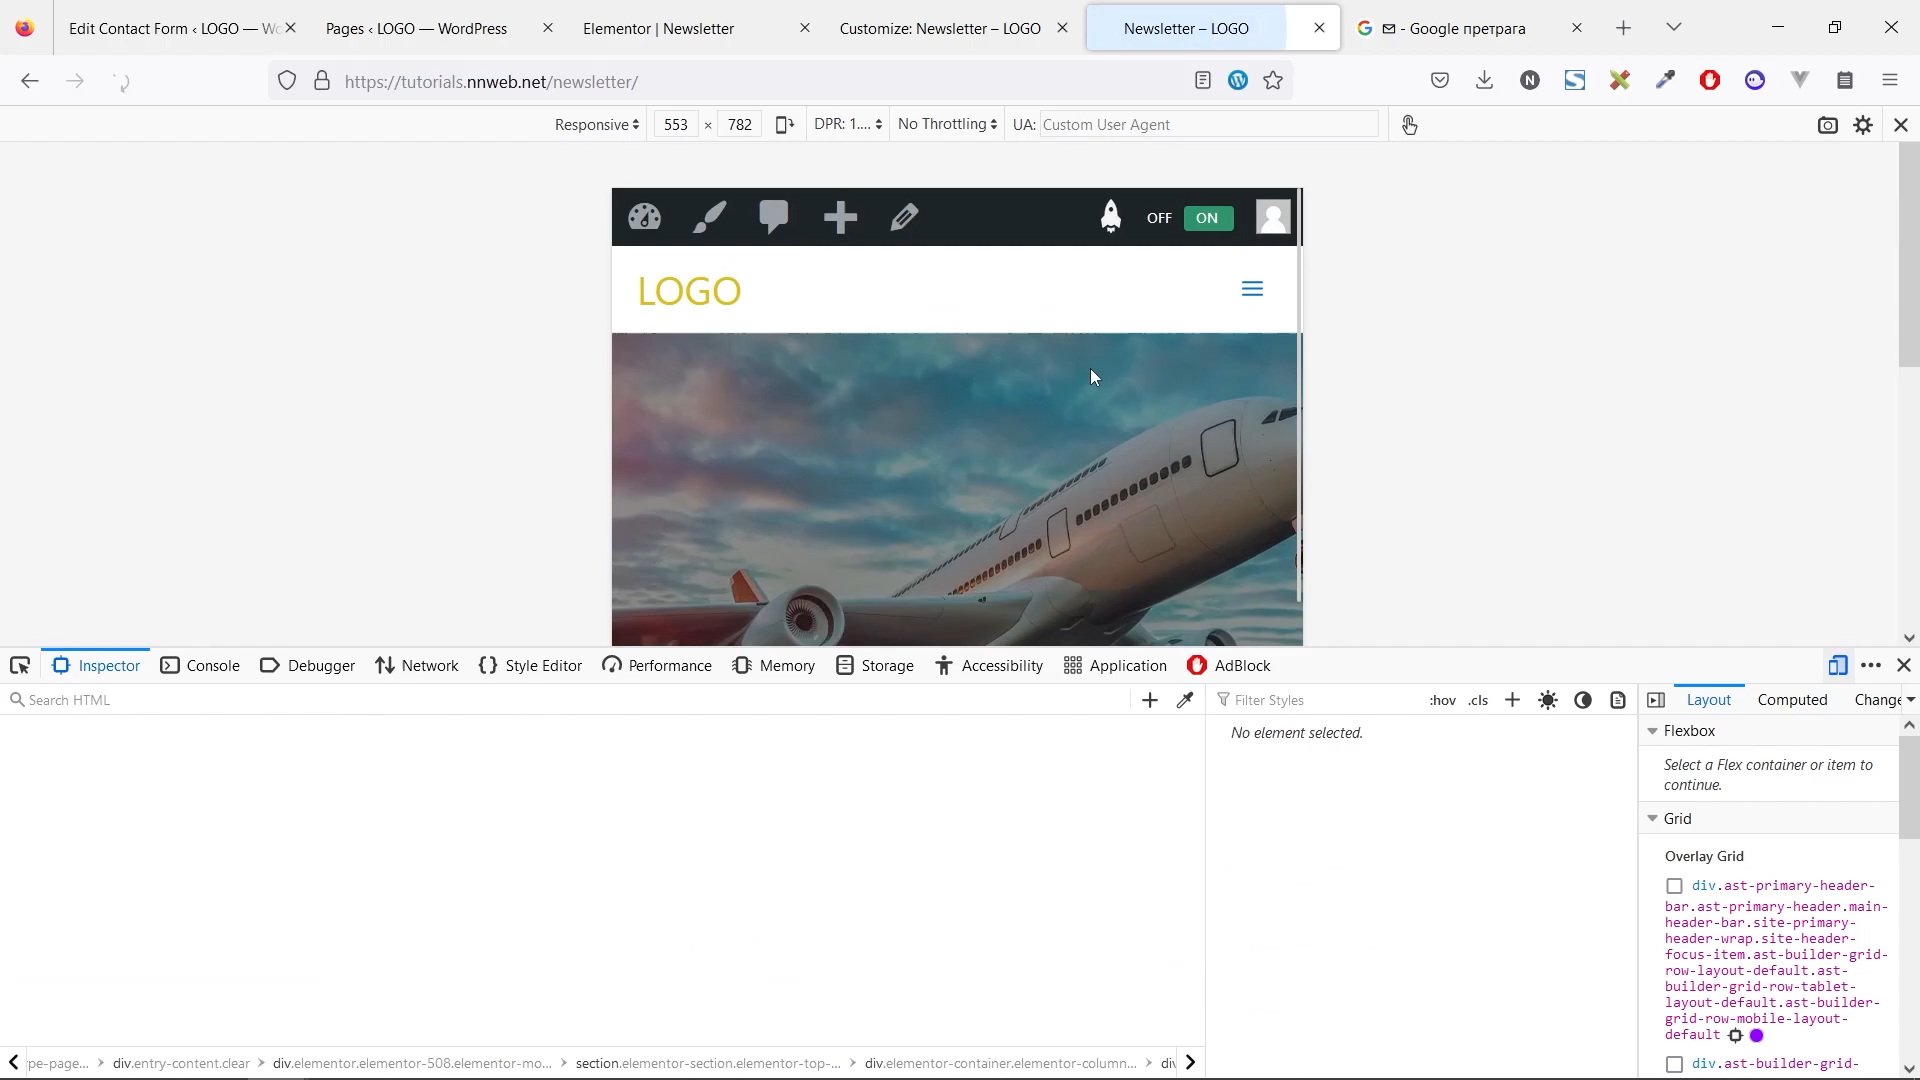 Edit Contact Form ‹ LOGO — Wo
Pages ‹ LOGO — WordPress
Elementor | Newsletter
Customize: Newsletter – LOGO
Newsletter – LOGO
✉ - Google претрага
https://tutorials.nnweb.net/newsletter/
Responsive
553 × 782
DPR: 1....
No Throttling
UA: Custom User Agent
OFF ON
LOGO
Inspector
Console
Debugger
Network
Style Editor
Performance
Memory
Storage
Accessibility
Application
AdBlock
Search HTML
Filter Styles
:hov .cls
Layout
Computed
Change
No element selected.
Flexbox
Select a Flex container or item to
continue.
Grid
Overlay Grid
div.ast-primary-header-
bar.ast-primary-header.main-
header-bar.site-primary-
header-wrap.site-header-
focus-item.ast-builder-grid-
row-layout-default.ast-
builder-grid-row-tablet-
layout-default.ast-builder-
grid-row-mobile-layout-
default
div.ast-builder-grid-
pe-page...
div.entry-content.clear
div.elementor.elementor-508.elementor-mo...
section.elementor-section.elementor-top-...
div.elementor-container.elementor-column...
div